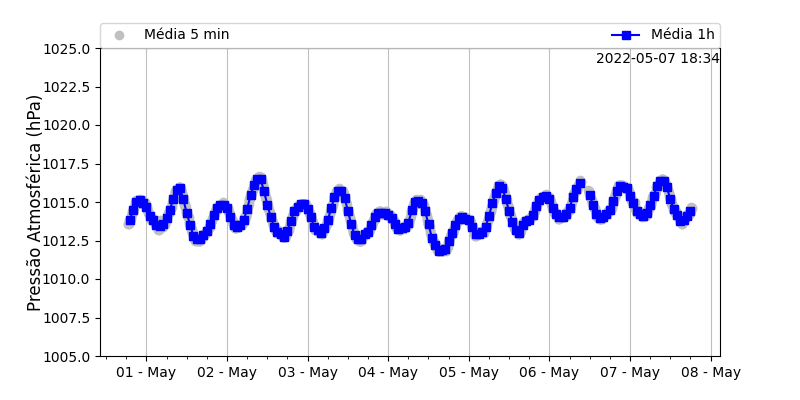 Média 5 min
Média 1h
2022-05-07 18:34
Pressão Atmosférica (hPa)
1025.0
1022.5
1020.0
1017.5
1015.0
1012.5
1010.0
1007.5
1005.0
01 - May
02 - May
03 - May
04 - May
05 - May
06 - May
07 - May
08 - May